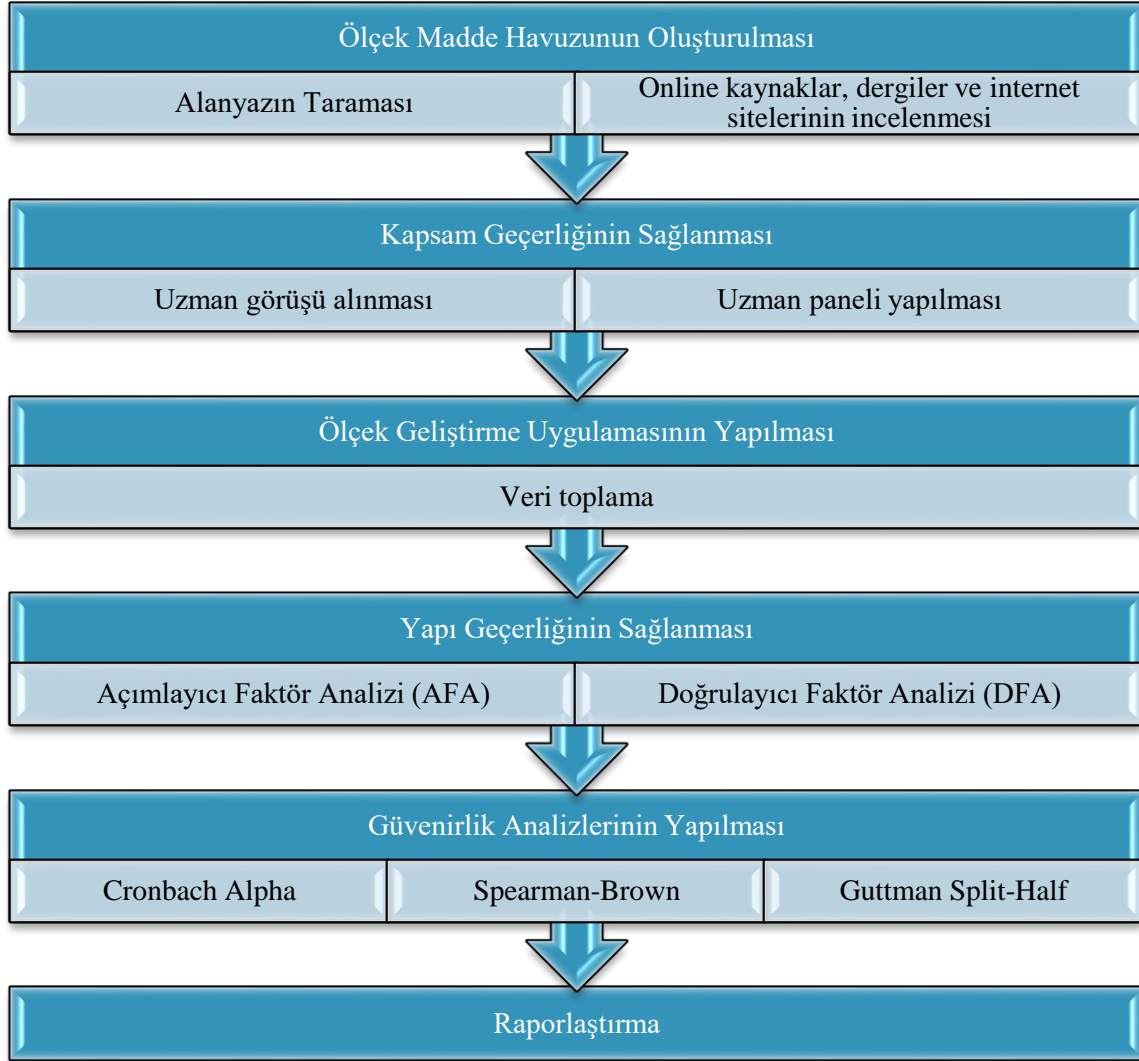 Ölçek Madde Havuzunun Oluşturulması
Alanyazın Taraması
Online kaynaklar, dergiler ve internet
sitelerinin incelenmesi
Kapsam Geçerliğinin Sağlanması
Uzman görüşü alınması
Uzman paneli yapılması
Ölçek Geliştirme Uygulamasının Yapılması
Veri toplama
Yapı Geçerliğinin Sağlanması
Açımlayıcı Faktör Analizi (AFA)
Doğrulayıcı Faktör Analizi (DFA)
Güvenirlik Analizlerinin Yapılması
Cronbach Alpha
Spearman-Brown
Guttman Split-Half
Raporlaştırma